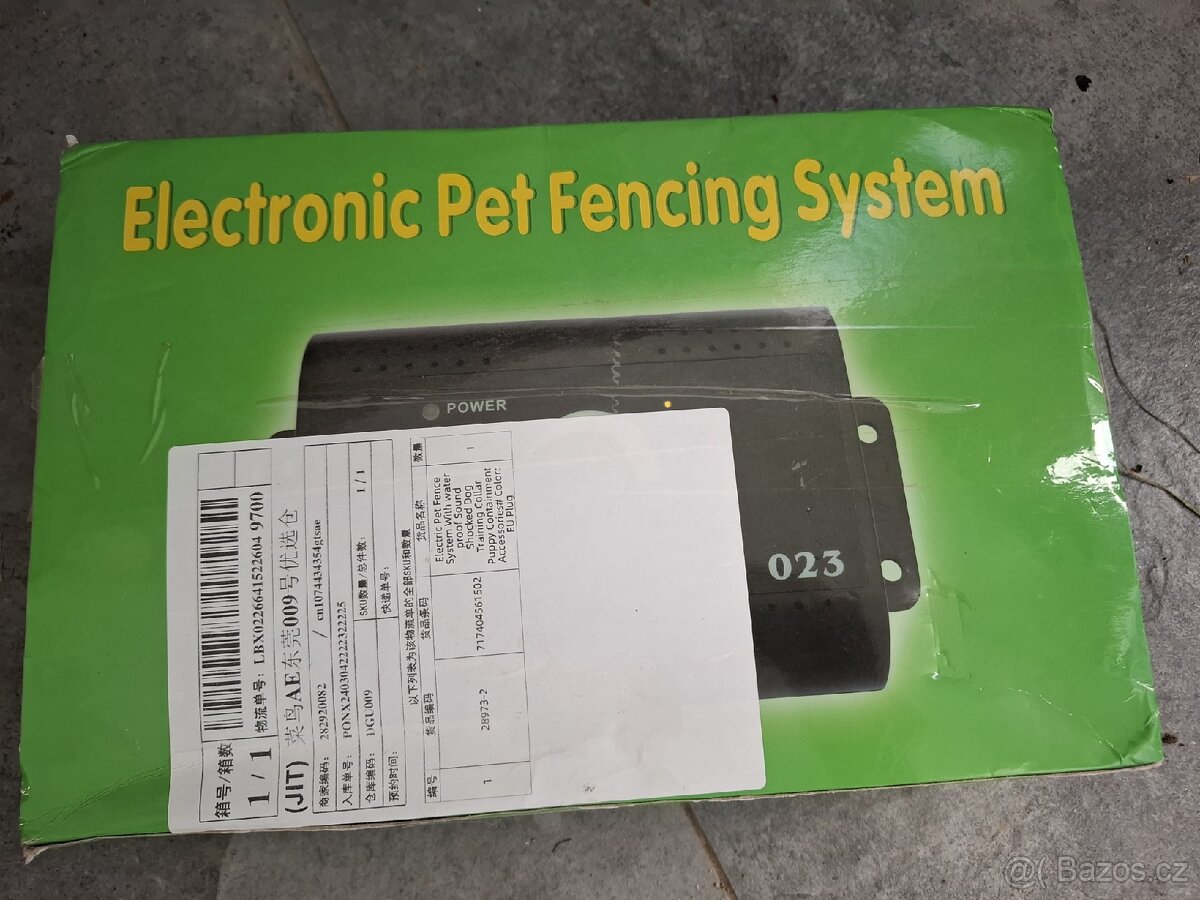 Electronic Pet Fencing System
POWER
023
箱号/箱数
1 / 1
物流单号: LBX0226641522604 9700
(JIT) 菜鸟AE东莞009号优选仓
商家编码: 282920082 / cn1074434354gtsae
入库单号: PONX2403042222322225
仓库编码: DGU009
SKU数量/总件数: 1 / 1
预约时间:
快递单号:
以下列表为该物流单的全部SKU和数量
编号 货品编码 货品条码 货品名称 数量
1 28973-2 717404561502
Electric Pet Fence
System With water
proof Sound
Shocked Dog
Training Collar
Puppy Containment
Accessories# Color:
EU Plug
1
@( Bazos.cz